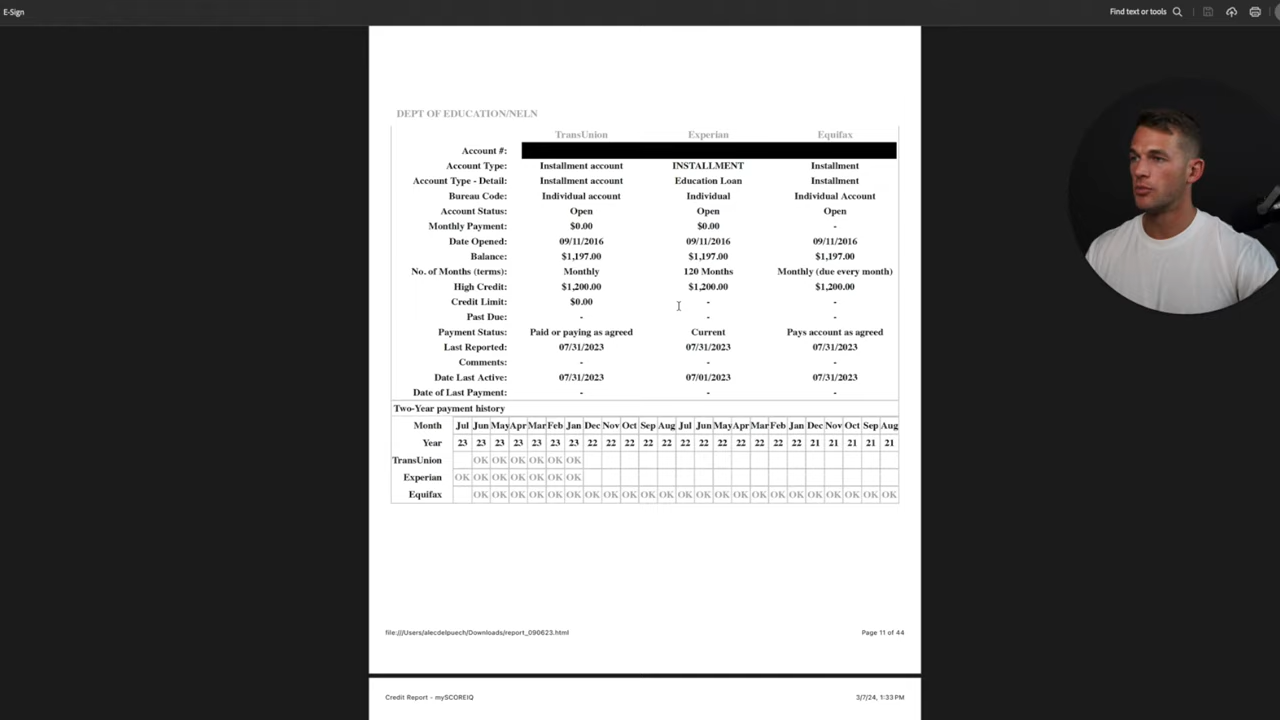 E-Sign
Find text or tools
DEPT OF EDUCATION/NELN
TransUnion Experian Equifax
Account #:
Account Type: Installment account INSTALLMENT Installment
Account Type - Detail: Installment account Education Loan Installment
Bureau Code: Individual account Individual Individual Account
Account Status: Open Open Open
Monthly Payment: $0.00 $0.00 -
Date Opened: 09/11/2016 09/11/2016 09/11/2016
Balance: $1,197.00 $1,197.00 $1,197.00
No. of Months (terms): Monthly 120 Months Monthly (due every month)
High Credit: $1,200.00 $1,200.00 $1,200.00
Credit Limit: $0.00 - -
Past Due: - - -
Payment Status: Paid or paying as agreed Current Pays account as agreed
Last Reported: 07/31/2023 07/31/2023 07/31/2023
Comments: - - -
Date Last Active: 07/31/2023 07/01/2023 07/31/2023
Date of Last Payment: - - -
Two-Year payment history
Month Jul Jun May Apr Mar Feb Jan Dec Nov Oct Sep Aug Jul Jun May Apr Mar Feb Jan Dec Nov Oct Sep Aug
Year 23 23 23 23 23 23 23 22 22 22 22 22 22 22 22 22 22 22 22 21 21 21 21 21
TransUnion OK OK OK OK OK OK
Experian OK OK OK OK OK OK OK
Equifax OK OK OK OK OK OK OK OK OK OK OK OK OK OK OK OK OK OK OK OK OK OK OK
file:///Users/alecdelpuech/Downloads/report_090623.html Page 11 of 44
Credit Report - mySCOREIQ 3/7/24, 1:33 PM